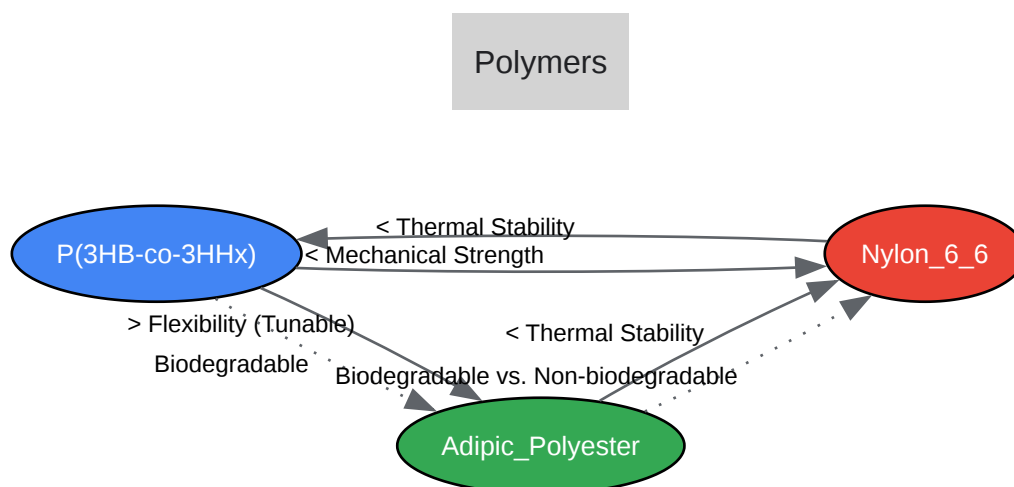 Polymers
< Thermal Stability
P(3HB-co-3HHx)
< Mechanical Strength
Nylon_6_6
> Flexibility (Tunable)
< Thermal Stability
Biodegradable
Biodegradable vs. Non-biodegradable
Adipic_Polyester